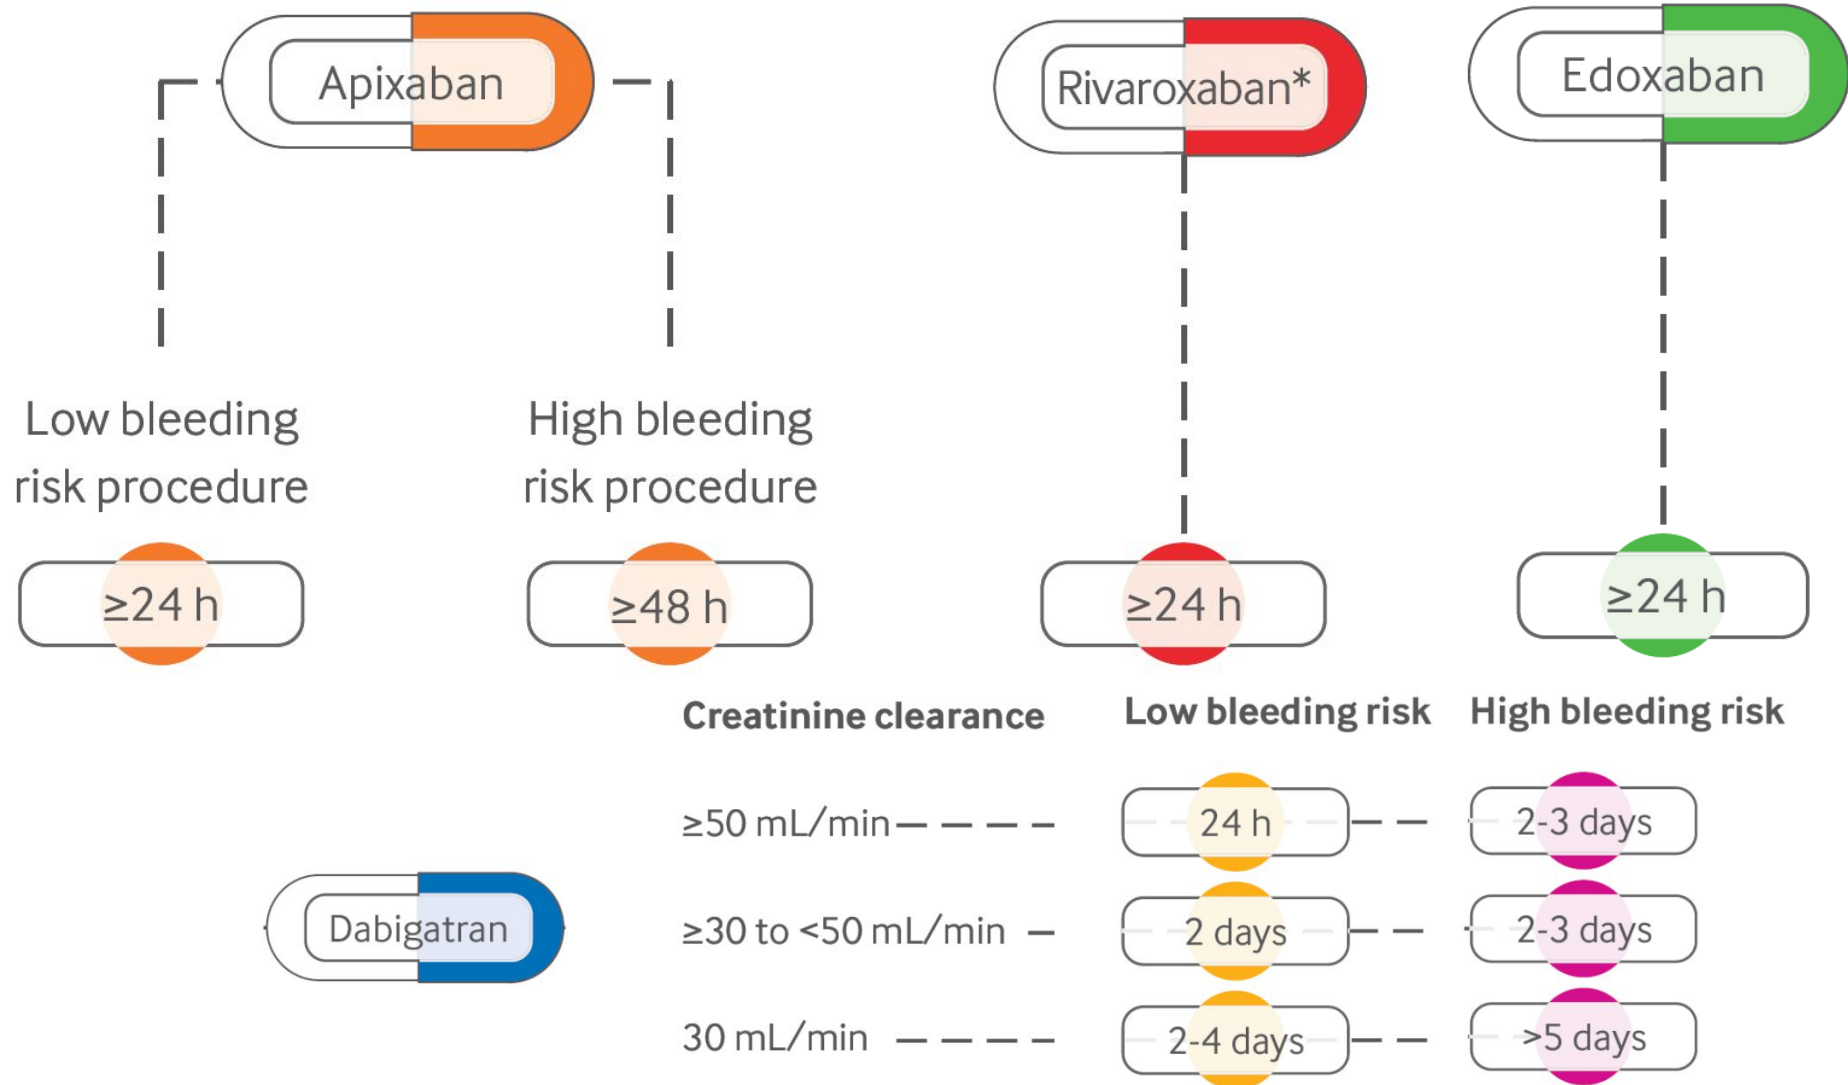 Apixaban
Rivaroxaban*
Edoxaban
Low bleeding
risk procedure
High bleeding
risk procedure
≥24 h
≥48 h
≥24 h
≥24 h
Creatinine clearance
Low bleeding risk
High bleeding risk
≥50 mL/min
24 h
2-3 days
Dabigatran
≥30 to <50 mL/min
2 days
2-3 days
30 mL/min
2-4 days
>5 days